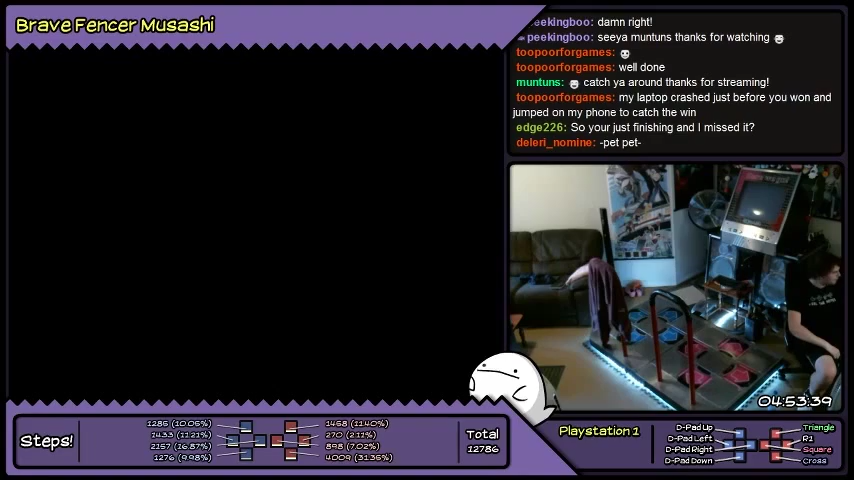 Brave Fencer Musashi
peekingboo: damn right!
peekingboo: seeya muntuns thanks for watching
toopoorforgames:
toopoorforgames: well done
muntuns: catch ya around thanks for streaming!
toopoorforgames: my laptop crashed just before you won and
jumped on my phone to catch the win
edge226: So your just finishing and I missed it?
deleri_nomine: -pet pet-
04:53:39
Steps!
1285 (10.05%)
1433 (11.21%)
2157 (16.87%)
1276 (9.98%)
1458 (11.40%)
270 (2.11%)
898 (7.02%)
4009 (31.35%)
Total
12786
Playstation 1
D-Pad Up
D-Pad Left
D-Pad Right
D-Pad Down
Triangle
R1
Square
Cross